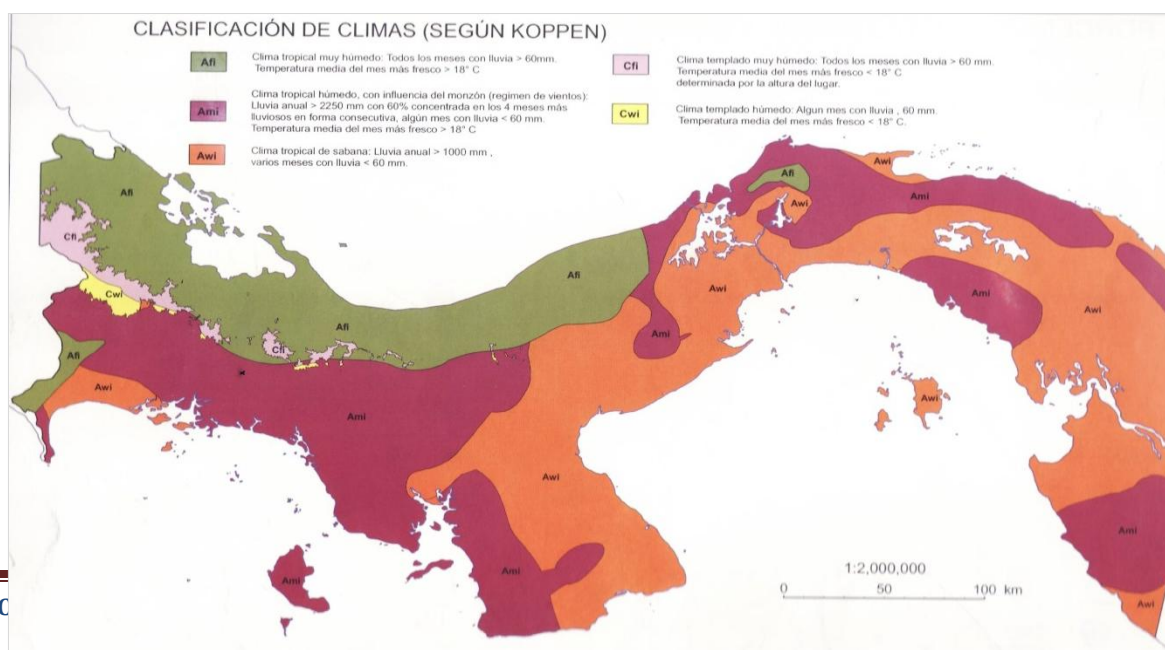 CLASIFICACIÓN DE CLIMAS (SEGÚN KOPPEN)
Afi
Clima tropical muy húmedo: Todos los meses con lluvia > 60mm.
Temperatura media del mes más fresco > 18° C
Ami
Clima tropical húmedo, con influencia del monzón (regimen de vientos):
Lluvia anual > 2250 mm con 60% concentrada en los 4 meses más
lluviosos en forma consecutiva, algún mes con lluvia < 60 mm.
Temperatura media del mes más fresco > 18° C
Awi
Clima tropical de sabana: Lluvia anual > 1000 mm ,
varios meses con lluvia < 60 mm.
Cfi
Clima templado muy húmedo: Todos los meses con lluvia > 60 mm.
Temperatura media del mes más fresco < 18° C
determinada por la altura del lugar.
Cwi
Clima templado húmedo: Algun mes con lluvia , 60 mm.
Temperatura media del mes más fresco < 18° C.
Awi
Afi
Afi
Ami
Awi
Cfi
Afi
Awi
Cwi
Ami
Awi
Afi
Ami
Afi
Cfi
Awi
Awi
Ami
Awi
Ami
Ami
Ami
Awi
1:2,000,000
0 50 100 km